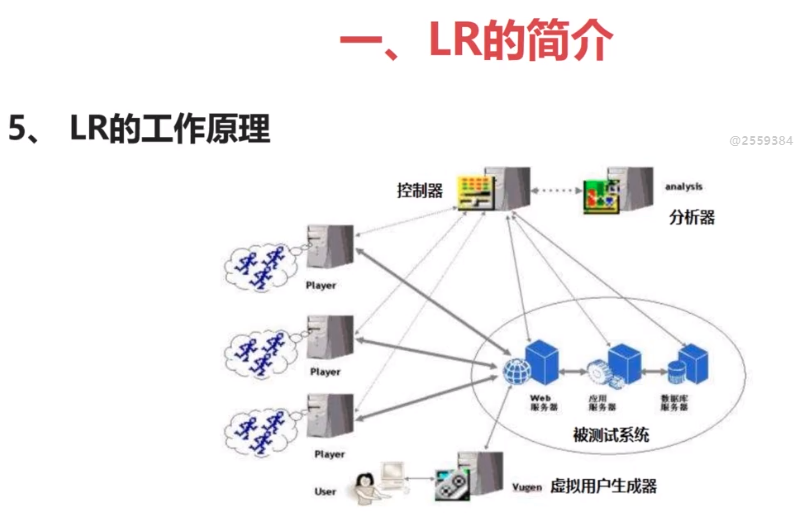 一、LR的简介
5、 LR的工作原理
@2559384
控制器
analysis
分析器
Player
Player
Player
Web
服务器
应用
服务器
数据库
服务器
被测试系统
User
Vugen 虚拟用户生成器